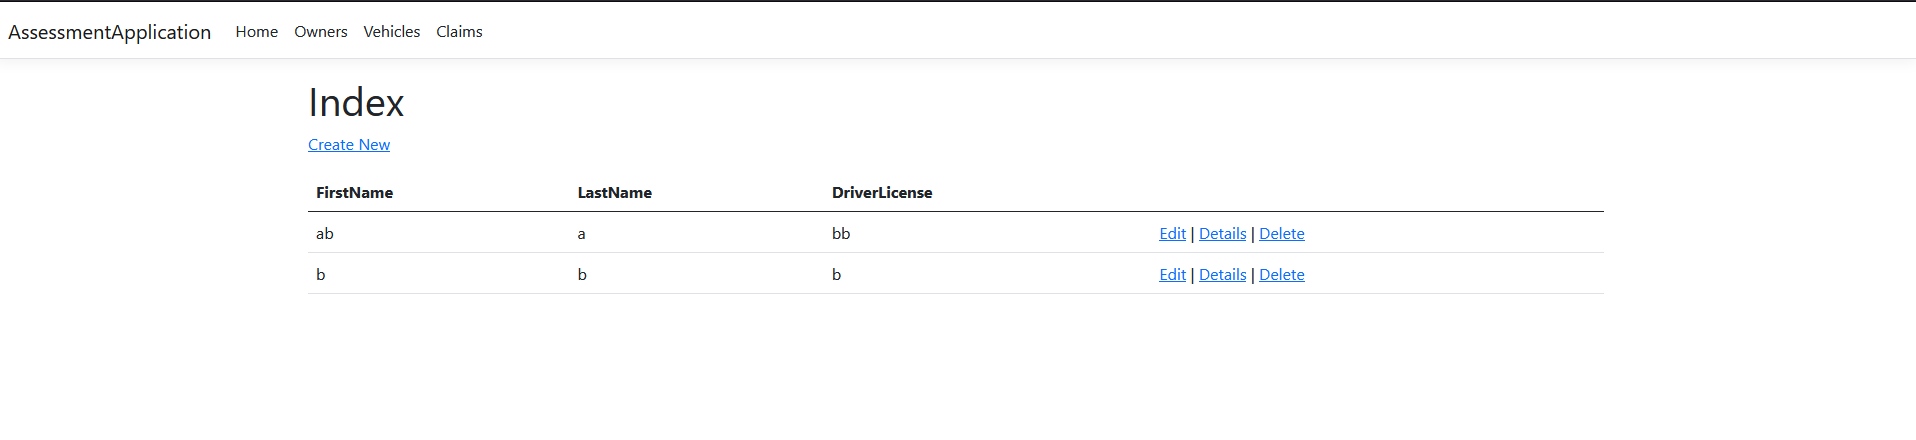 AssessmentApplication Home Owners Vehicles Claims
Index
Create New
FirstName LastName DriverLicense
ab a bb Edit | Details | Delete
b b b Edit | Details | Delete